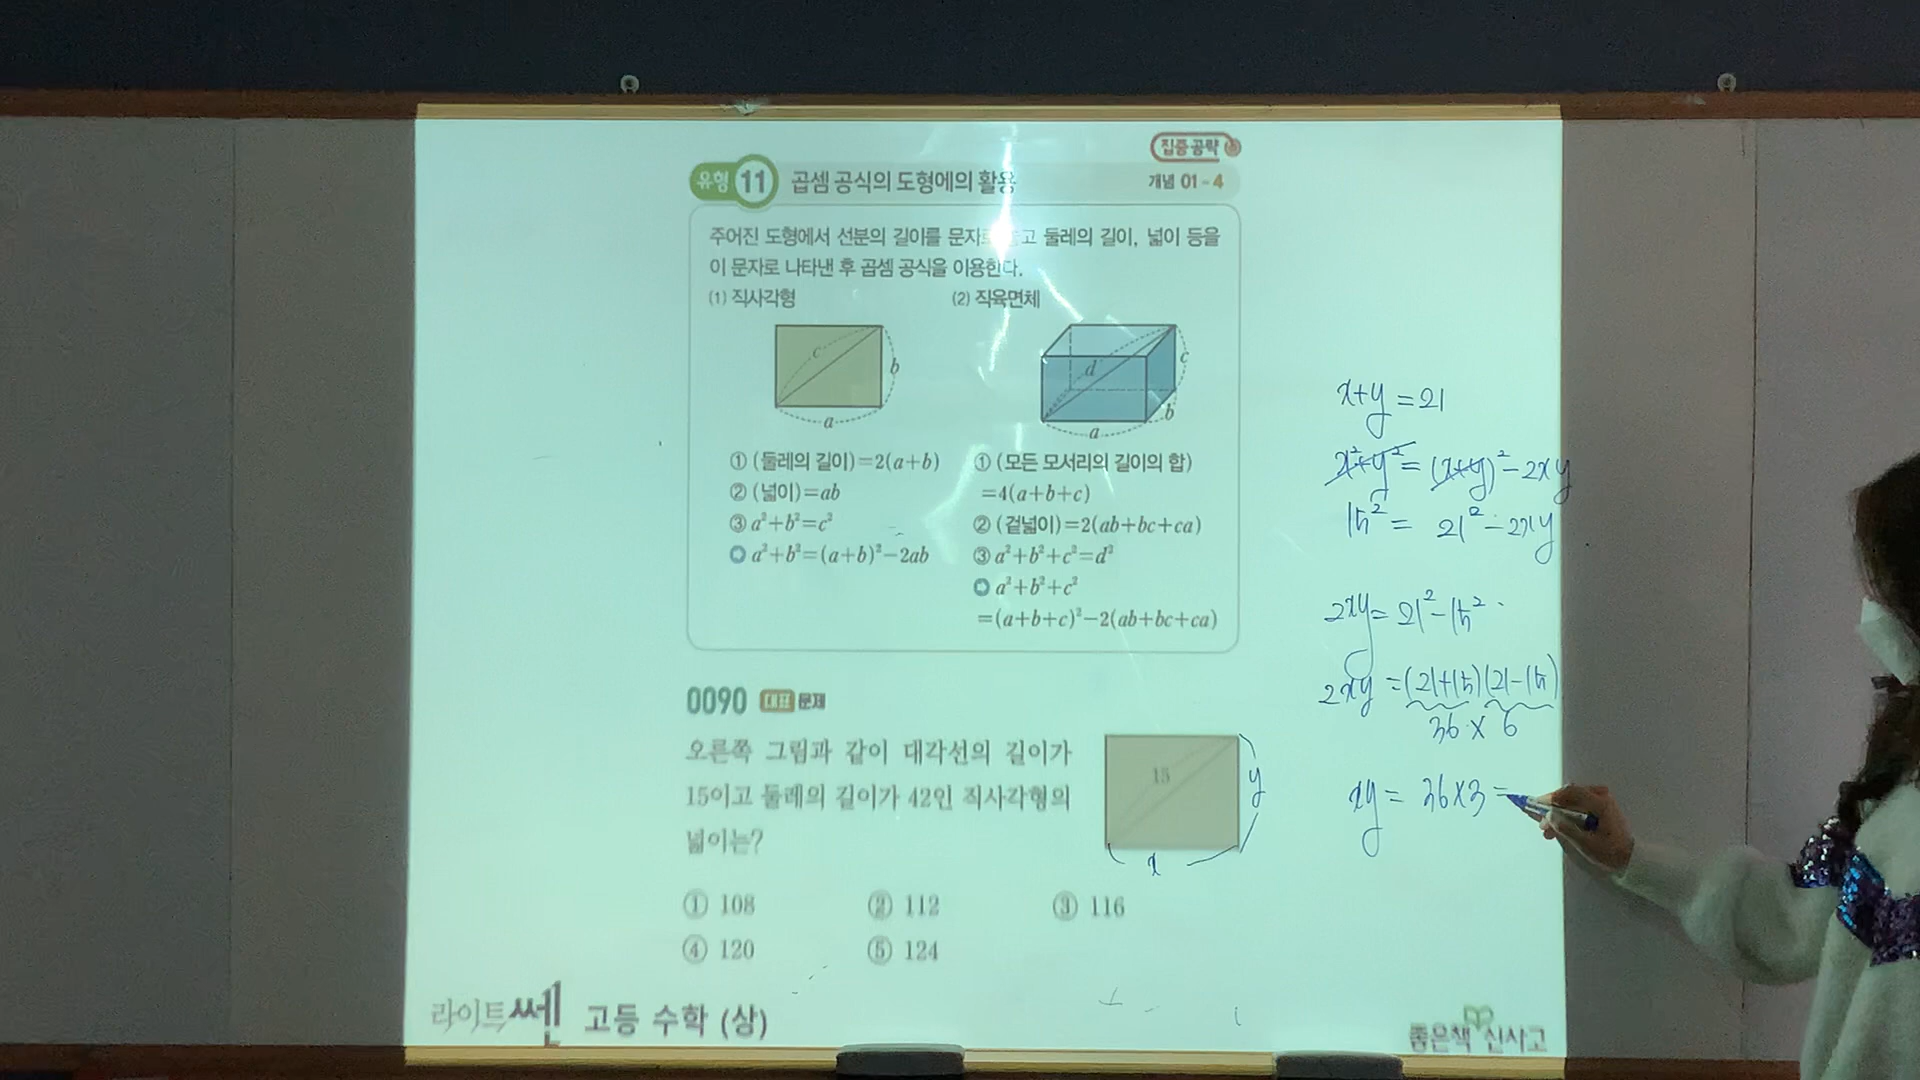 집중공략
유형 11 곱셈 공식의 도형에의 활용
개념 01-4
주어진 도형에서 선분의 길이를 문자로 고 둘레의 길이, 넓이 등을
이 문자로 나타낸 후 곱셈 공식을 이용한다.
(1) 직사각형 (2) 직육면체
c b a
d c b a
① (둘레의 길이)=2(a+b)
② (넓이)=ab
③ a²+b²=c²
a²+b²=(a+b)²-2ab
① (모든 모서리의 길이의 합)
=4(a+b+c)
② (겉넓이)=2(ab+bc+ca)
③ a²+b²+c²=d²
a²+b²+c²
=(a+b+c)²-2(ab+bc+ca)
0090 대표 문제
오른쪽 그림과 같이 대각선의 길이가
15이고 둘레의 길이가 42인 직사각형의
넓이는?
15 y
x
① 108 ② 112 ③ 116
④ 120 ⑤ 124
x+y=21
x²+y²=(x+y)²-2xy
15²= 21²-2xy
2xy=21²-15²
2xy=(21+15)(21-15)
36×6
xy= 36×3=
라이트쎈 고등 수학 (상)
좋은책 신사고